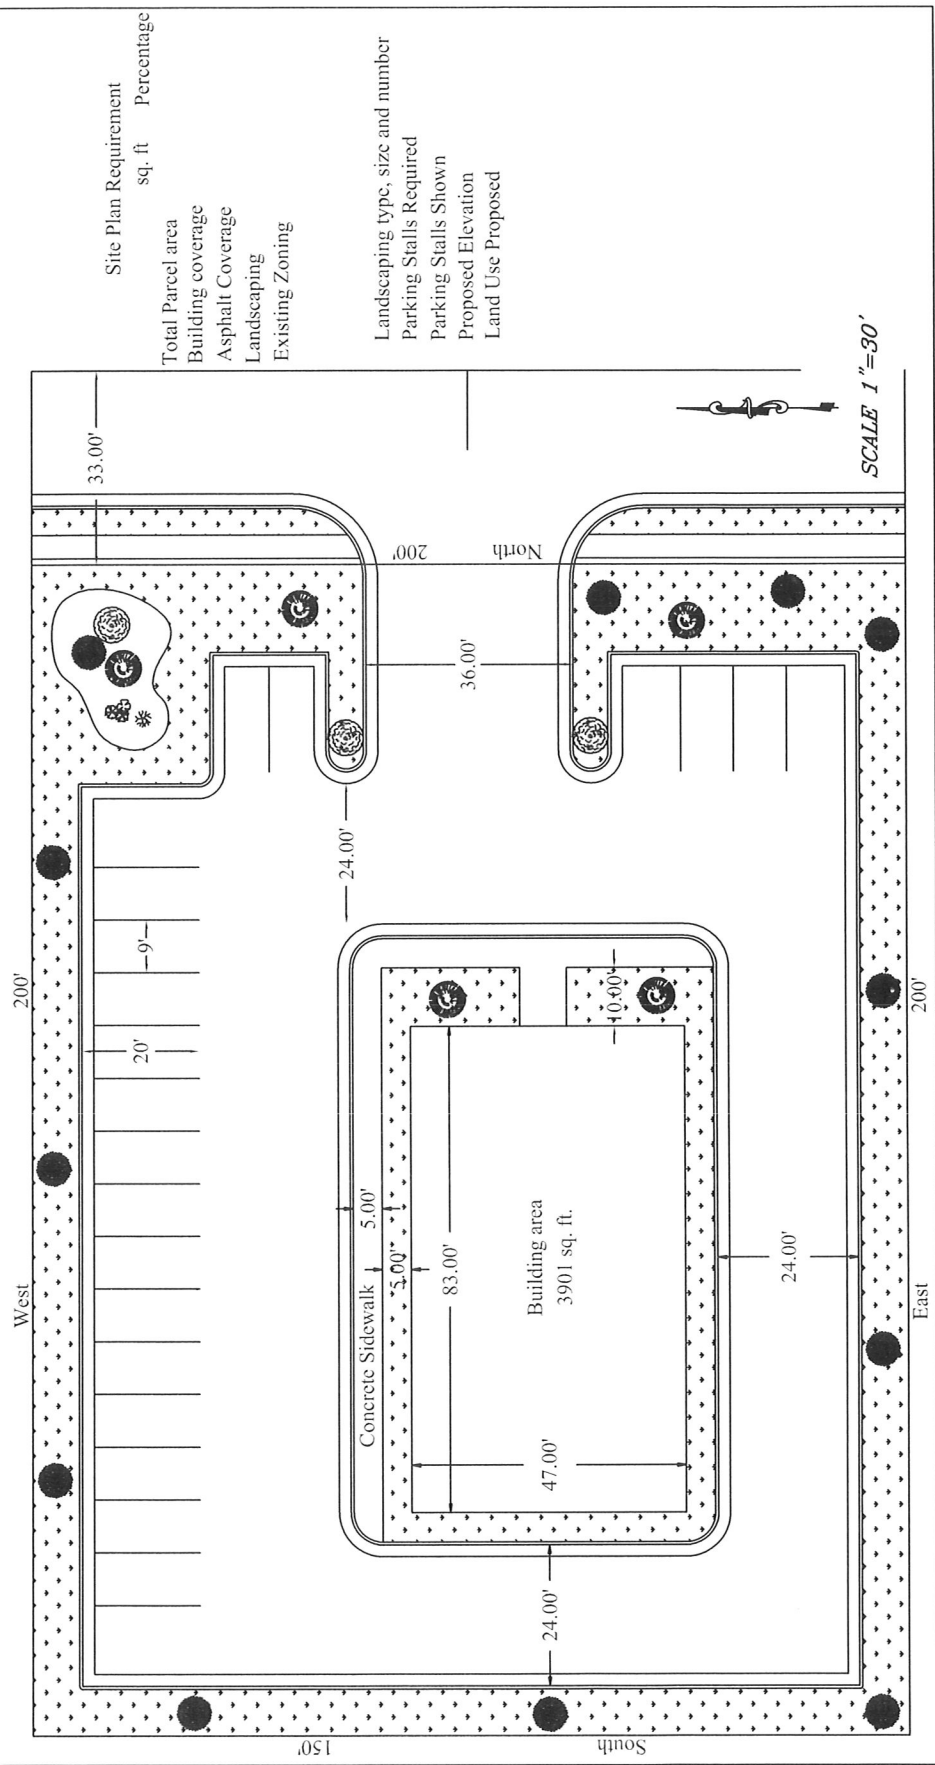 Site Plan Requirement
sq. ft Percentage
Total Parcel area
Building coverage
Asphalt Coverage
Landscaping
Existing Zoning
Landscaping type, size and number
Parking Stalls Required
Parking Stalls Shown
Proposed Elevation
Land Use Proposed
SCALE 1"=30'
33.00'
200'
North
36.00'
24.00'
9'
20'
West
200'
10.00'
5.00'
5.00'
Concrete Sidewalk
83.00'
Building area
3901 sq. ft.
47.00'
24.00'
24.00'
200'
East
150'
South